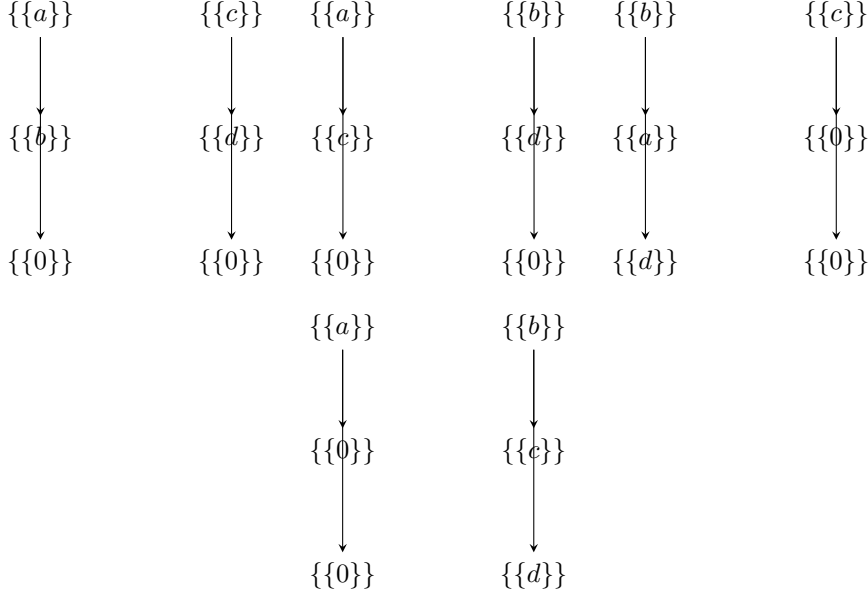 {{a}} {{c}} {{a}} {{b}} {{b}} {{c}}
{{b}} {{d}} {{c}} {{d}} {{a}} {{0}}
{{0}} {{0}} {{0}} {{0}} {{d}} {{0}}
{{a}} {{b}}
{{0}} {{c}}
{{0}} {{d}}